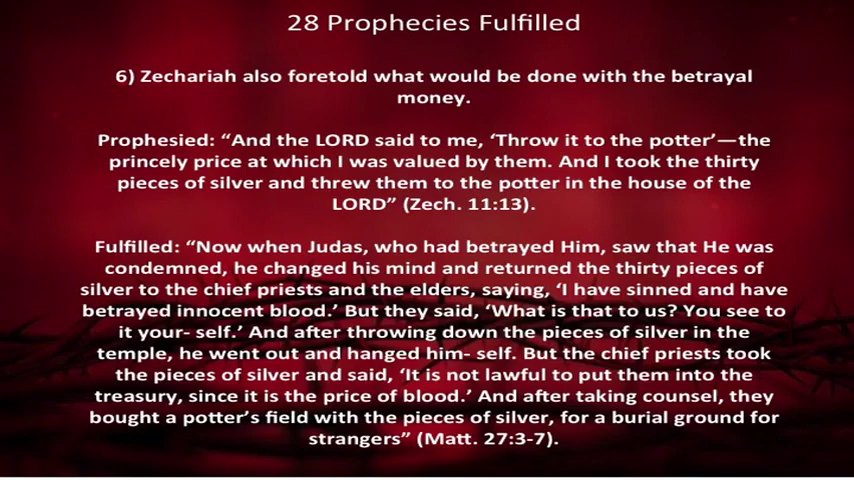 28 Prophecies Fulfilled
6) Zechariah also foretold what would be done with the betrayal
money.
Prophesied: “And the LORD said to me, ‘Throw it to the potter’—the
princely price at which I was valued by them. And I took the thirty
pieces of silver and threw them to the potter in the house of the
LORD” (Zech. 11:13).
Fulfilled: “Now when Judas, who had betrayed Him, saw that He was
condemned, he changed his mind and returned the thirty pieces of
silver to the chief priests and the elders, saying, ‘I have sinned and have
betrayed innocent blood.’ But they said, ‘What is that to us? You see to
it your- self.’ And after throwing down the pieces of silver in the
temple, he went out and hanged him- self. But the chief priests took
the pieces of silver and said, ‘It is not lawful to put them into the
treasury, since it is the price of blood.’ And after taking counsel, they
bought a potter’s field with the pieces of silver, for a burial ground for
strangers” (Matt. 27:3-7).